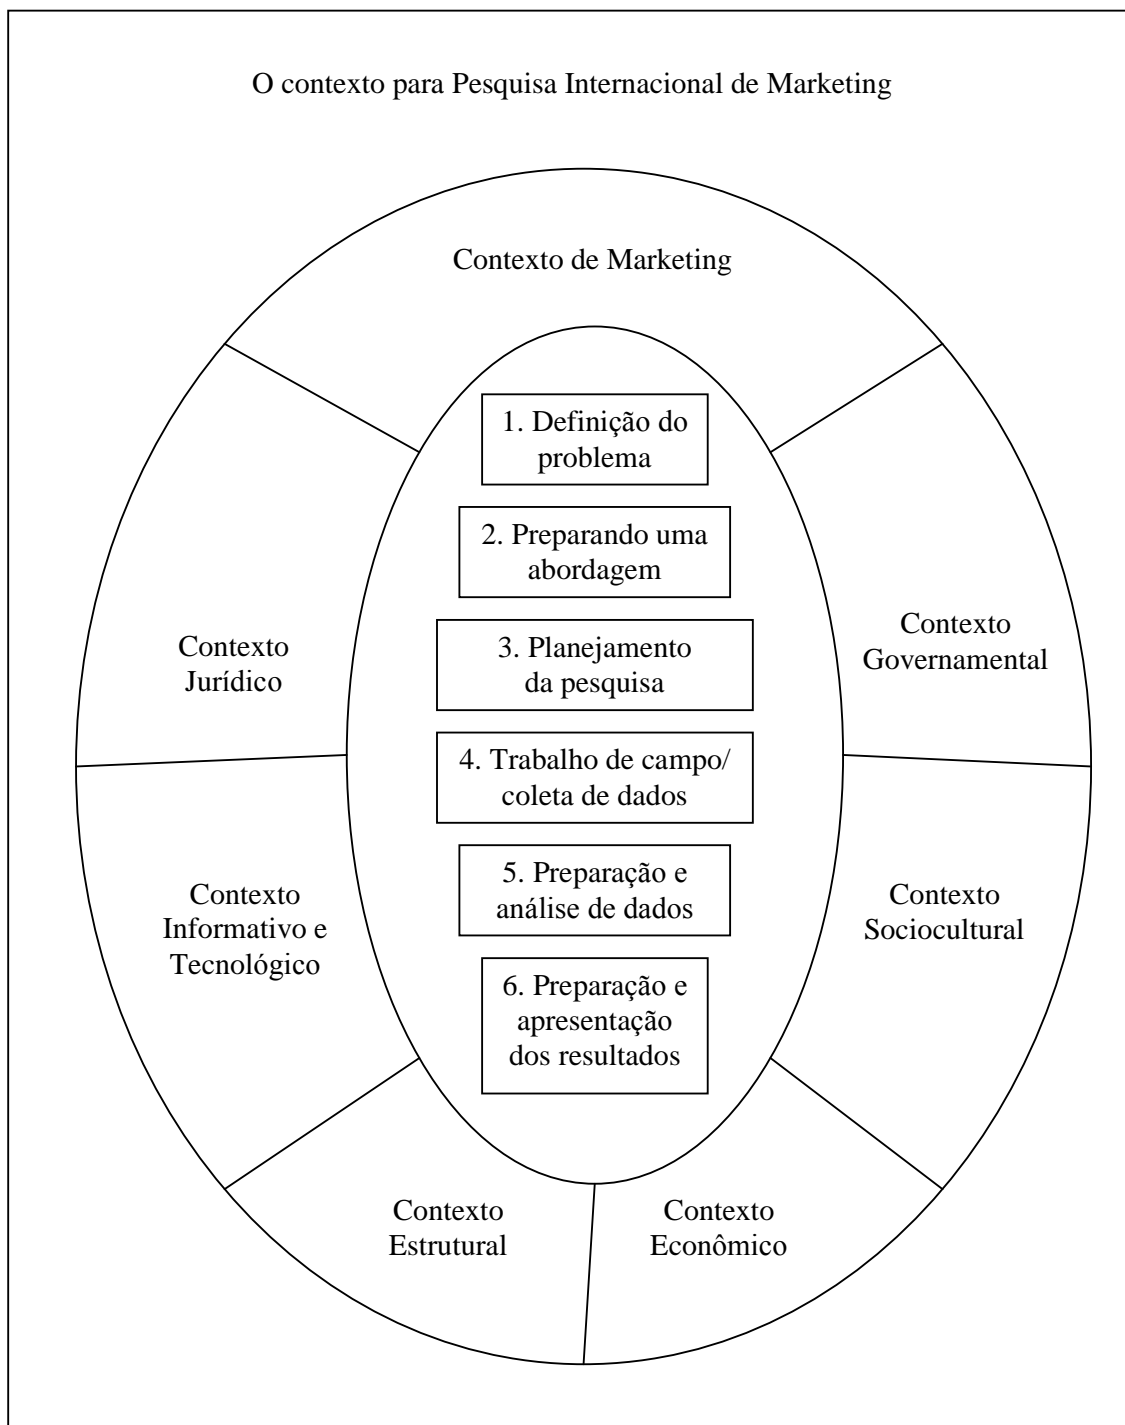 O contexto para Pesquisa Internacional de Marketing
Contexto de Marketing
1. Definição do
problema
2. Preparando uma
abordagem
3. Planejamento
da pesquisa
4. Trabalho de campo/
coleta de dados
5. Preparação e
análise de dados
6. Preparação e
apresentação
dos resultados
Contexto
Jurídico
Contexto
Governamental
Contexto
Informativo e
Tecnológico
Contexto
Sociocultural
Contexto
Estrutural
Contexto
Econômico